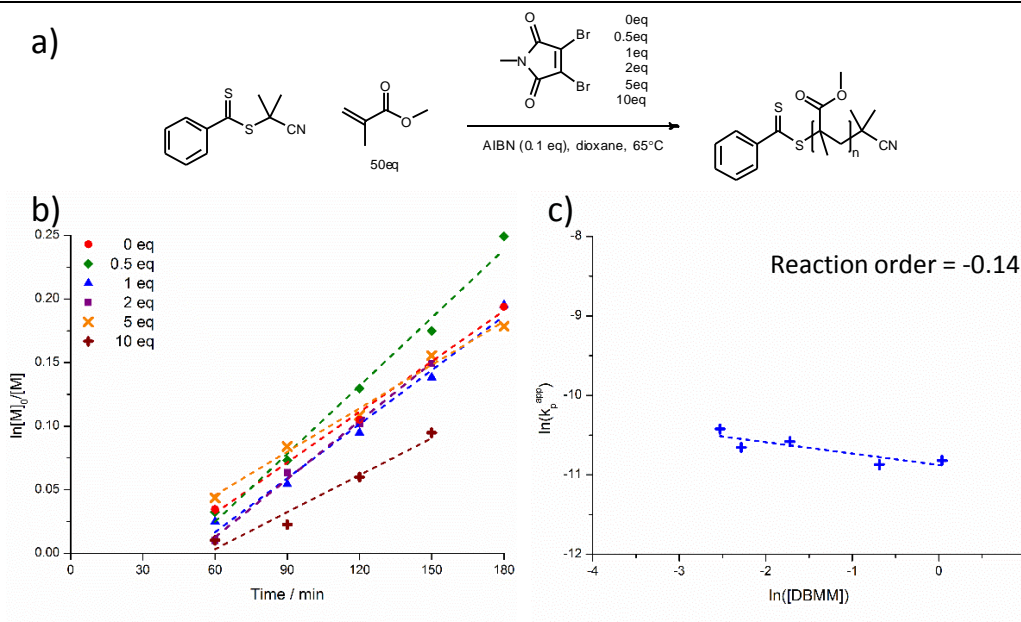 a)
0eq
0.5eq
1eq
2eq
5eq
10eq
O
Br
N
O
Br
S
S
CN
O
O
50eq
AIBN (0.1 eq), dioxane, 65°C
O
O
S
S
n
CN
b)
0 eq
0.5 eq
1 eq
2 eq
5 eq
10 eq
0.25
0.20
0.15
0.10
0.05
0.00
ln[M]₀/[M]
0
30
60
90
120
150
180
Time / min
c)
Reaction order = -0.14
-8
-9
-10
-11
-12
ln(kₚᵃᵖᵖ)
-4
-3
-2
-1
0
ln([DBMM])